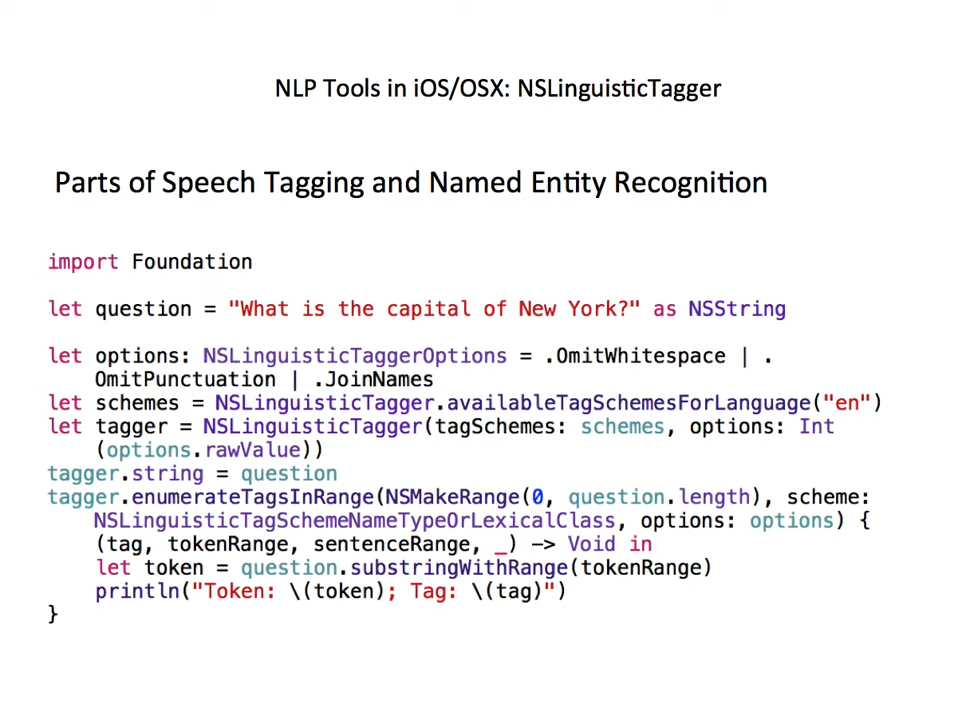 NLP Tools in iOS/OSX: NSLinguisticTagger
Parts of Speech Tagging and Named Entity Recognition
import Foundation
let question = "What is the capital of New York?" as NSString
let options: NSLinguisticTaggerOptions = .OmitWhitespace | .
OmitPunctuation | .JoinNames
let schemes = NSLinguisticTagger.availableTagSchemesForLanguage("en")
let tagger = NSLinguisticTagger(tagSchemes: schemes, options: Int
(options.rawValue))
tagger.string = question
tagger.enumerateTagsInRange(NSMakeRange(0, question.length), scheme:
NSLinguisticTagSchemeNameTypeOrLexicalClass, options: options) {
(tag, tokenRange, sentenceRange, _) -> Void in
let token = question.substringWithRange(tokenRange)
println("Token: \(token); Tag: \(tag)")
}